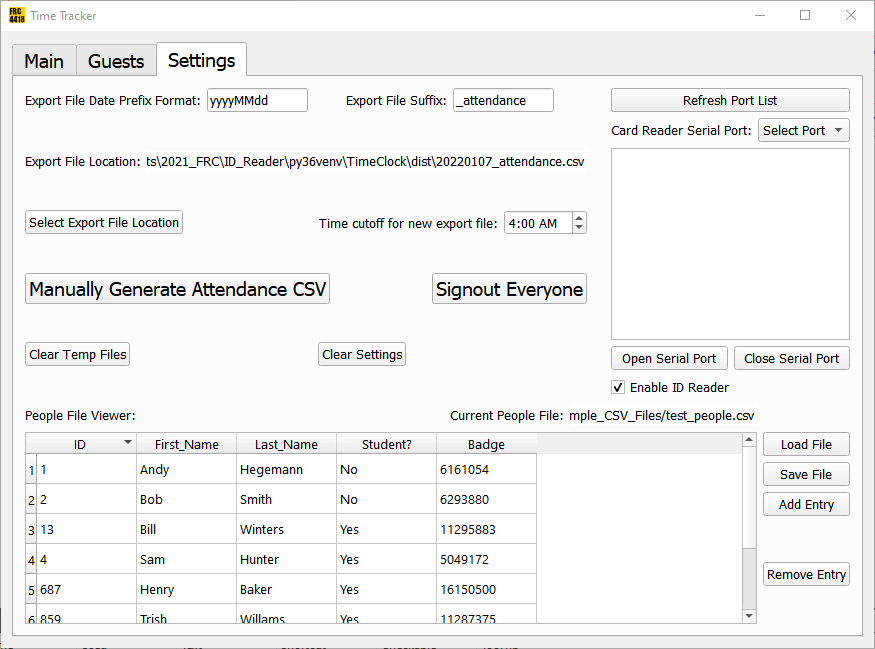 FRC
4418
Time Tracker
Main Guests Settings
Export File Date Prefix Format: yyyyMMdd Export File Suffix: _attendance Refresh Port List
Card Reader Serial Port: Select Port
Export File Location: ts\2021_FRC\ID_Reader\py36venv\TimeClock\dist\20220107_attendance.csv
Select Export File Location Time cutoff for new export file: 4:00 AM
Manually Generate Attendance CSV Signout Everyone
Clear Temp Files Clear Settings Open Serial Port Close Serial Port
Enable ID Reader
People File Viewer: Current People File: mple_CSV_Files/test_people.csv
ID First_Name Last_Name Student? Badge Load File
1 1 Andy Hegemann No 6161054 Save File
2 2 Bob Smith No 6293880 Add Entry
3 13 Bill Winters Yes 11295883
4 4 Sam Hunter Yes 5049172
5 687 Henry Baker Yes 16150500 Remove Entry
6 859 Trish Willams Yes 11287375